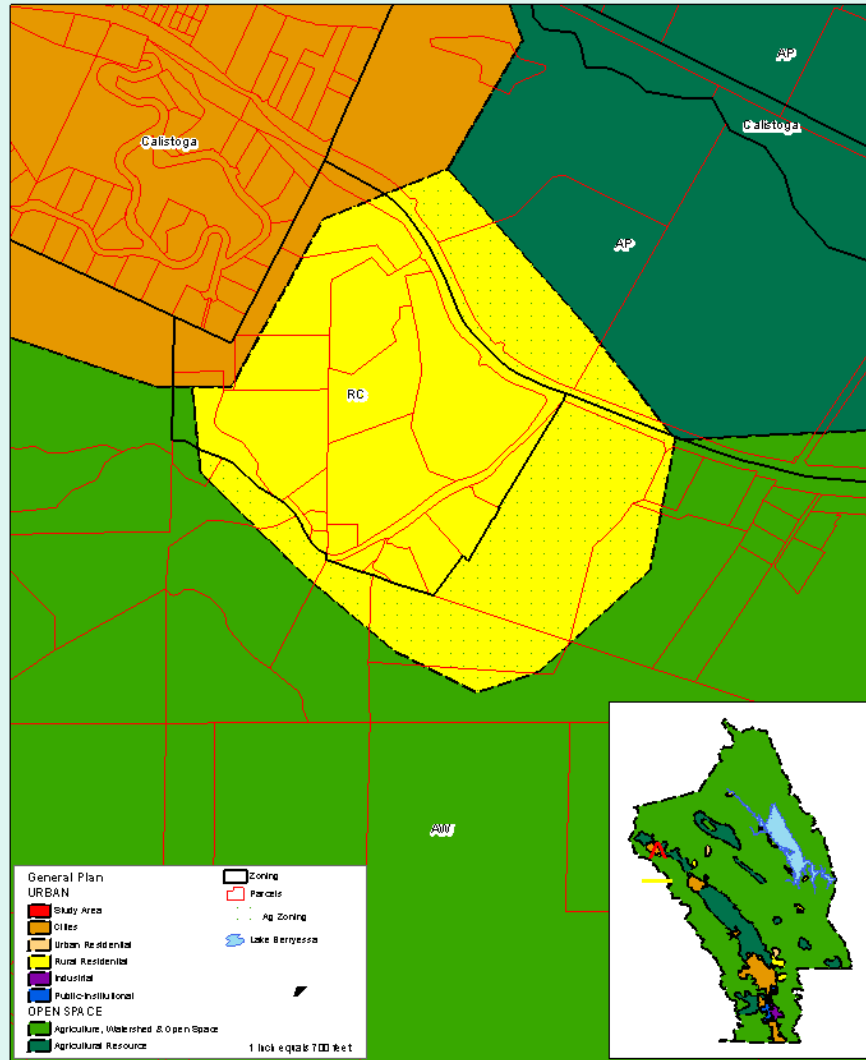 AP
Calistoga
Calistoga
AP
RC
AW
General Plan
URBAN
Study Area
Cities
Urban Residential
Rural Residential
Industrial
Public-Institutional
OPEN SPACE
Agriculture, Watershed & Open Space
Agricultural Resource
Zoning
Parcels
Ag Zoning
Lake Berryessa
1 Inch equals 700 feet